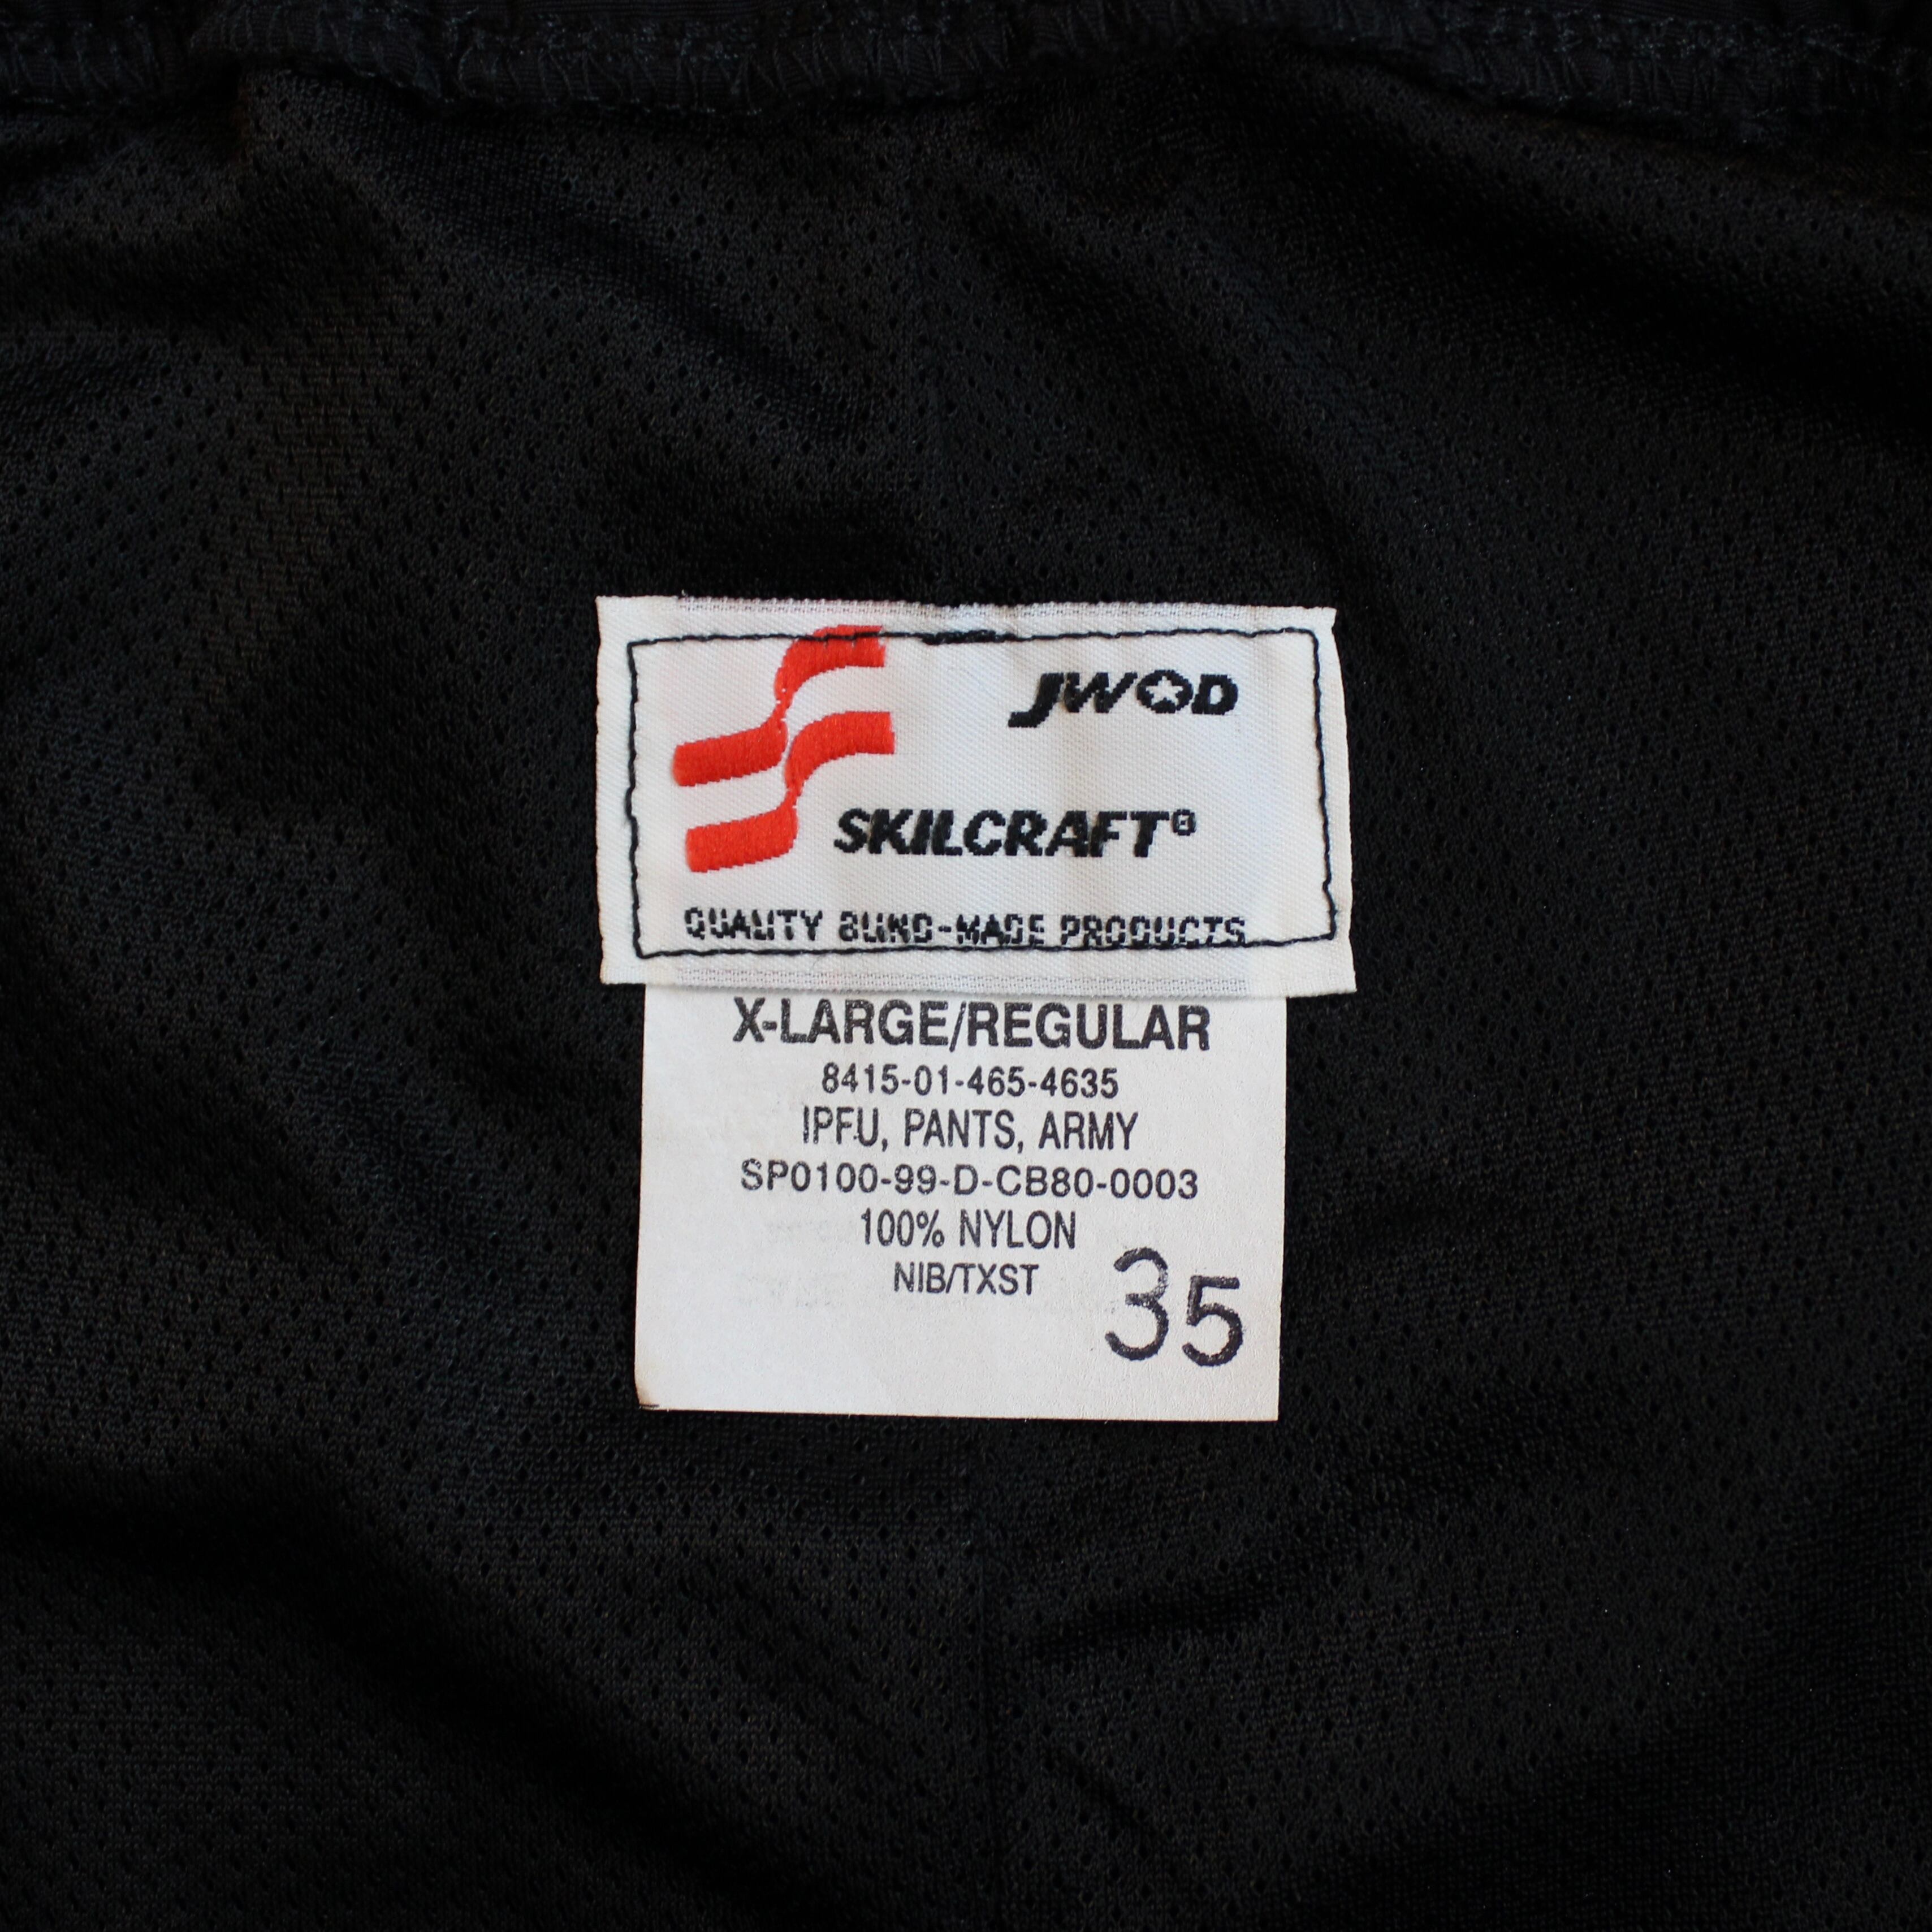 JWOD
SKILCRAFT®
QUALITY BLIND-MADE PRODUCTS
X-LARGE/REGULAR
8415-01-465-4635
IPFU, PANTS, ARMY
SP0100-99-D-CB80-0003
100% NYLON
NIB/TXST
35